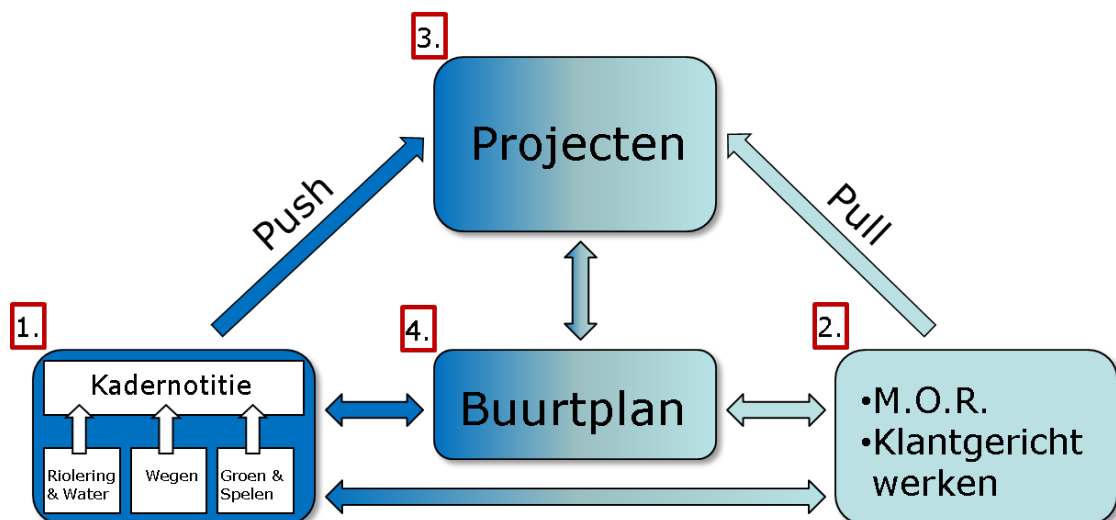 3.
Projecten
Push
Pull
1.
Kadernotitie
Riolering
& Water
Wegen
Groen &
Spelen
4.
Buurtplan
2.
•M.O.R.
•Klantgericht
werken